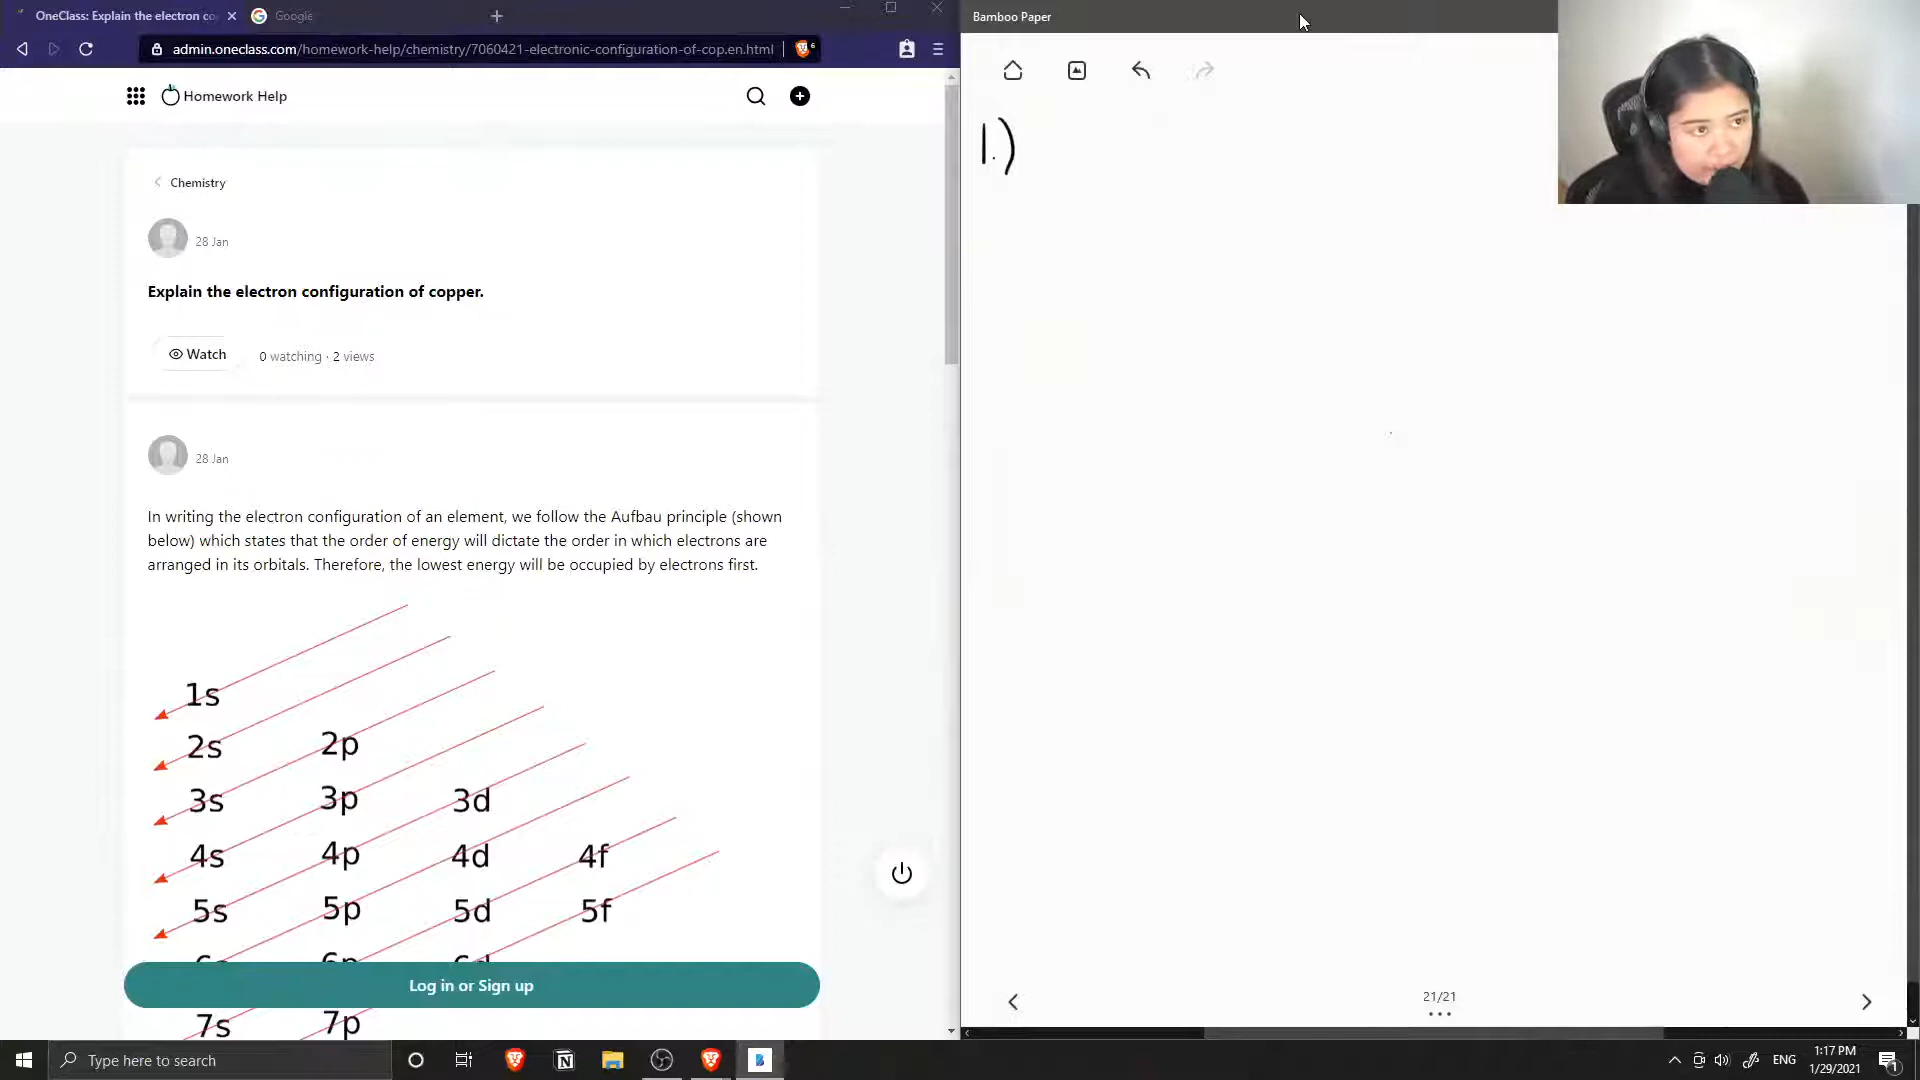 OneClass: Explain the electron co
Google
Bamboo Paper
admin.oneclass.com/homework-help/chemistry/7060421-electronic-configuration-of-cop.en.html
6
Homework Help
1.)
Chemistry
28 Jan
Explain the electron configuration of copper.
Watch
0 watching · 2 views
28 Jan
In writing the electron configuration of an element, we follow the Aufbau principle (shown
below) which states that the order of energy will dictate the order in which electrons are
arranged in its orbitals. Therefore, the lowest energy will be occupied by electrons first.
1s
2s 2p
3s 3p 3d
4s 4p 4d 4f
5s 5p 5d 5f
6s 6p 6d
Log in or Sign up
7s 7p
21/21
Type here to search
ENG
1:17 PM
1/29/2021
1